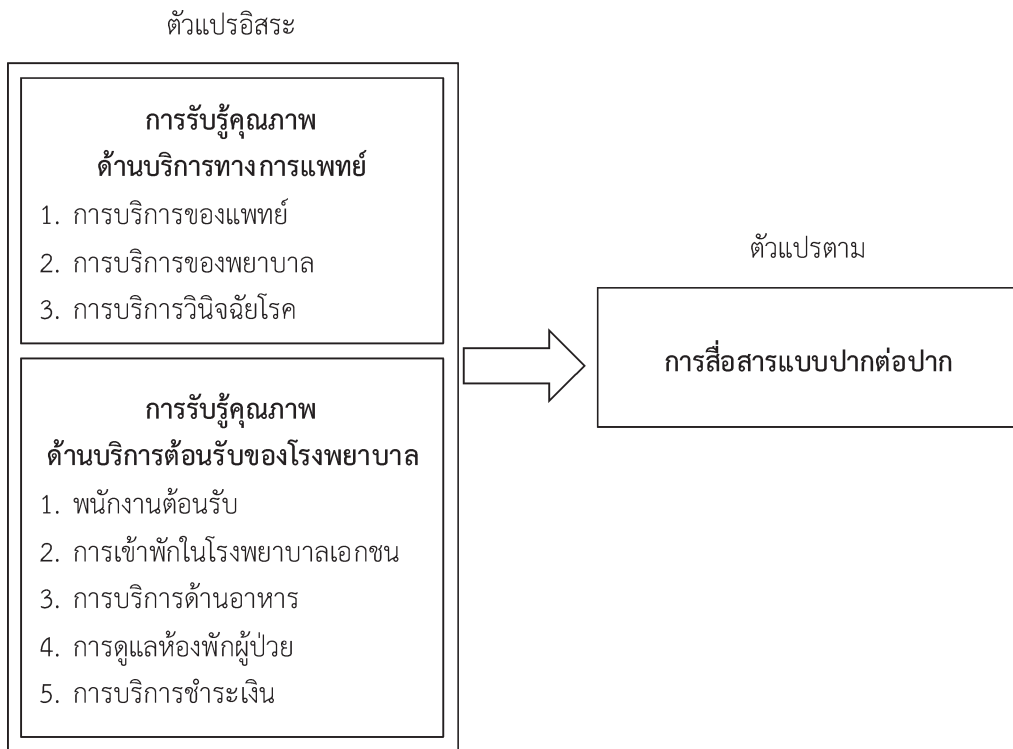 ตัวแปรอิสระ
การรับรู้คุณภาพ
ด้านบริการทางการแพทย์
1. การบริการของแพทย์
2. การบริการของพยาบาล
3. การบริการวินิจฉัยโรค
การรับรู้คุณภาพ
ด้านบริการต้อนรับของโรงพยาบาล
1. พนักงานต้อนรับ
2. การเข้าพักในโรงพยาบาลเอกชน
3. การบริการด้านอาหาร
4. การดูแลห้องพักผู้ป่วย
5. การบริการชำระเงิน
ตัวแปรตาม
การสื่อสารแบบปากต่อปาก